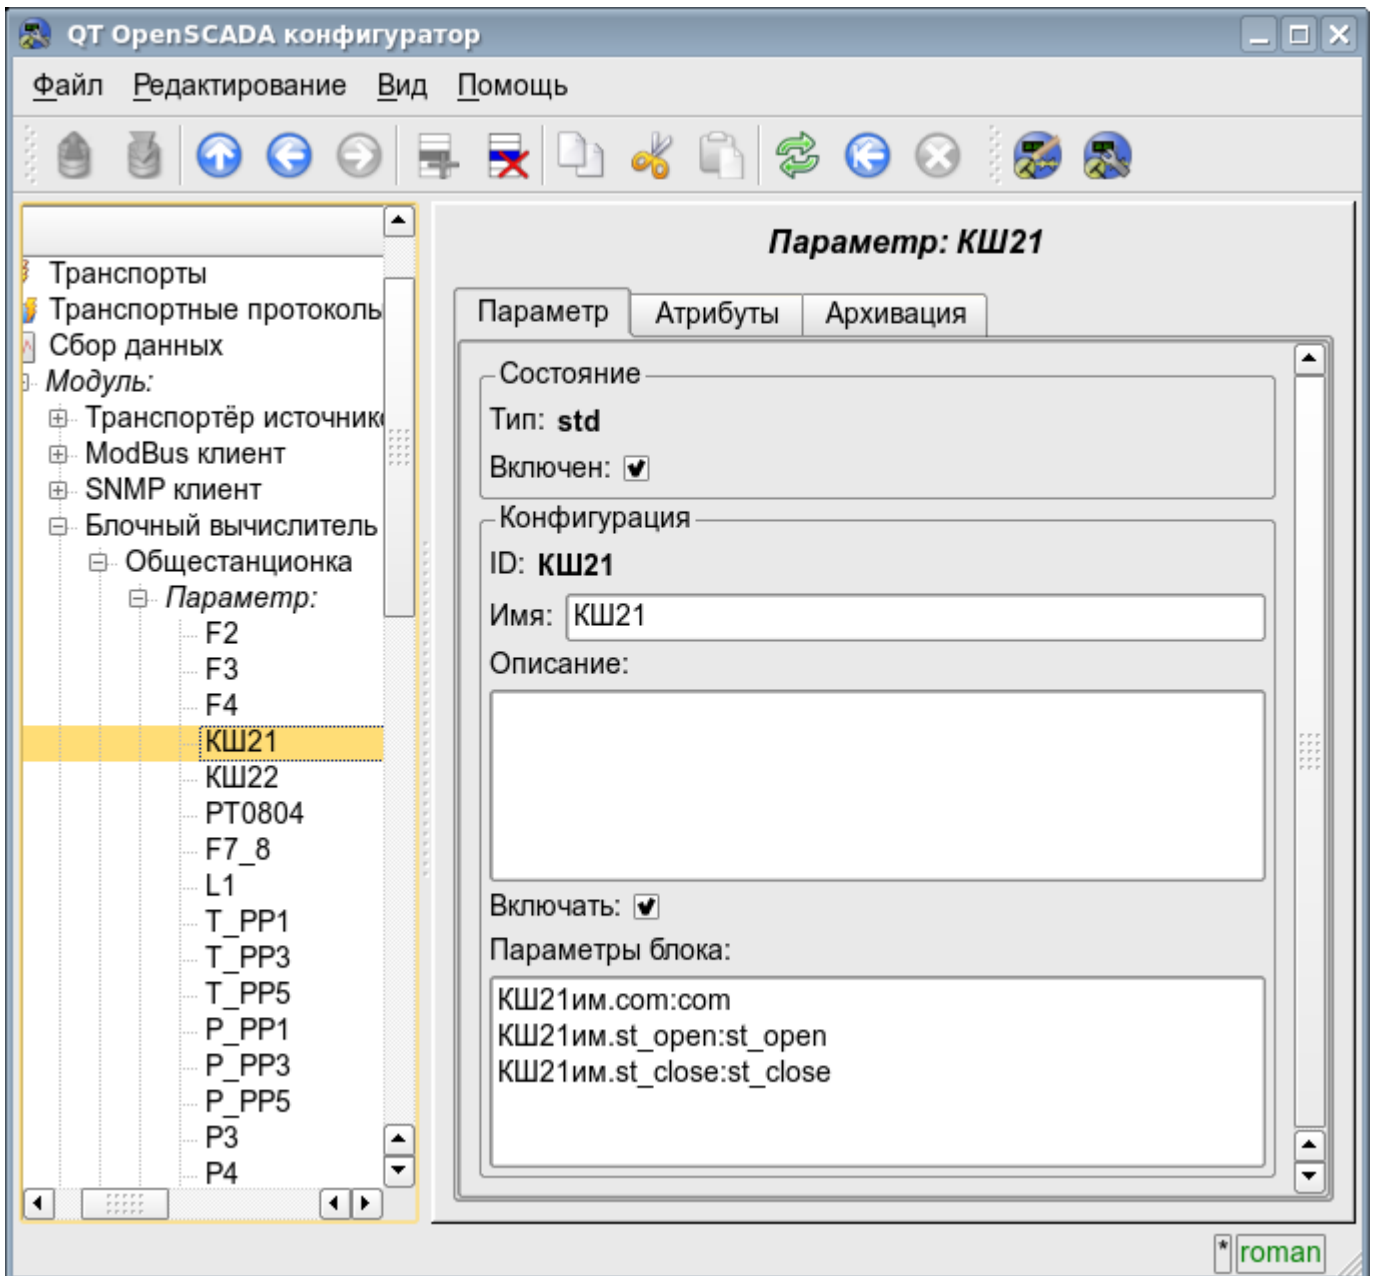 QT OpenSCADA конфигуратор
Файл Редактирование Вид Помощь
Транспорты
Транспортные протоколы
Сбор данных
Модуль:
Транспортёр источнико
ModBus клиент
SNMP клиент
Блочный вычислитель
Общестанционка
Параметр:
F2
F3
F4
КШ21
КШ22
PT0804
F7_8
L1
T_PP1
T_PP3
T_PP5
P_PP1
P_PP3
P_PP5
P3
P4
Параметр: КШ21
Параметр Атрибуты Архивация
Состояние
Тип: std
Включен:
Конфигурация
ID: КШ21
Имя: КШ21
Описание:
Включать:
Параметры блока:
КШ21им.com:com
КШ21им.st_open:st_open
КШ21им.st_close:st_close
* roman